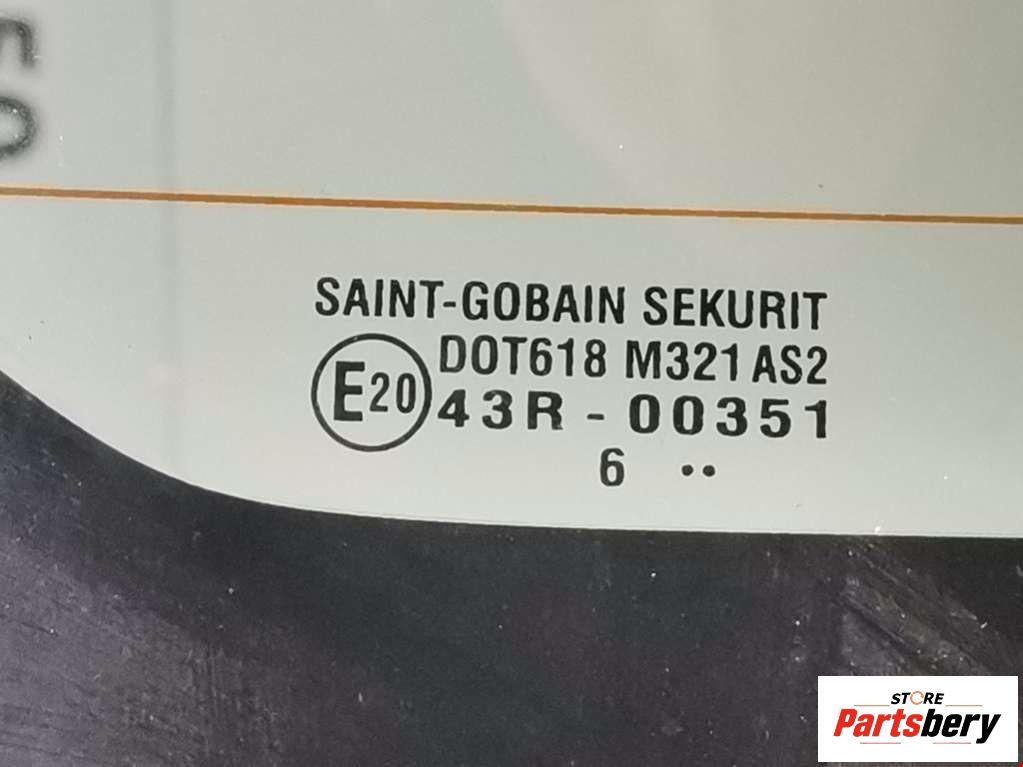 SAINT-GOBAIN SEKURIT
DOT618 M321 AS2
E20 43R - 00351
6 ••
STORE
Partsbery